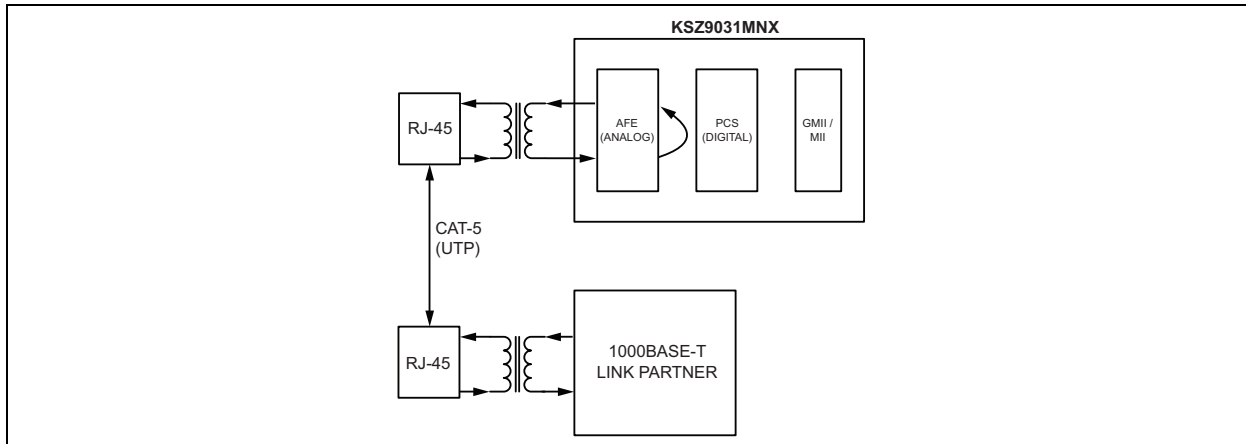 KSZ9031MNX
RJ-45
AFE
(ANALOG)
PCS
(DIGITAL)
GMII /
MII
CAT-5
(UTP)
RJ-45
1000BASE-T
LINK PARTNER